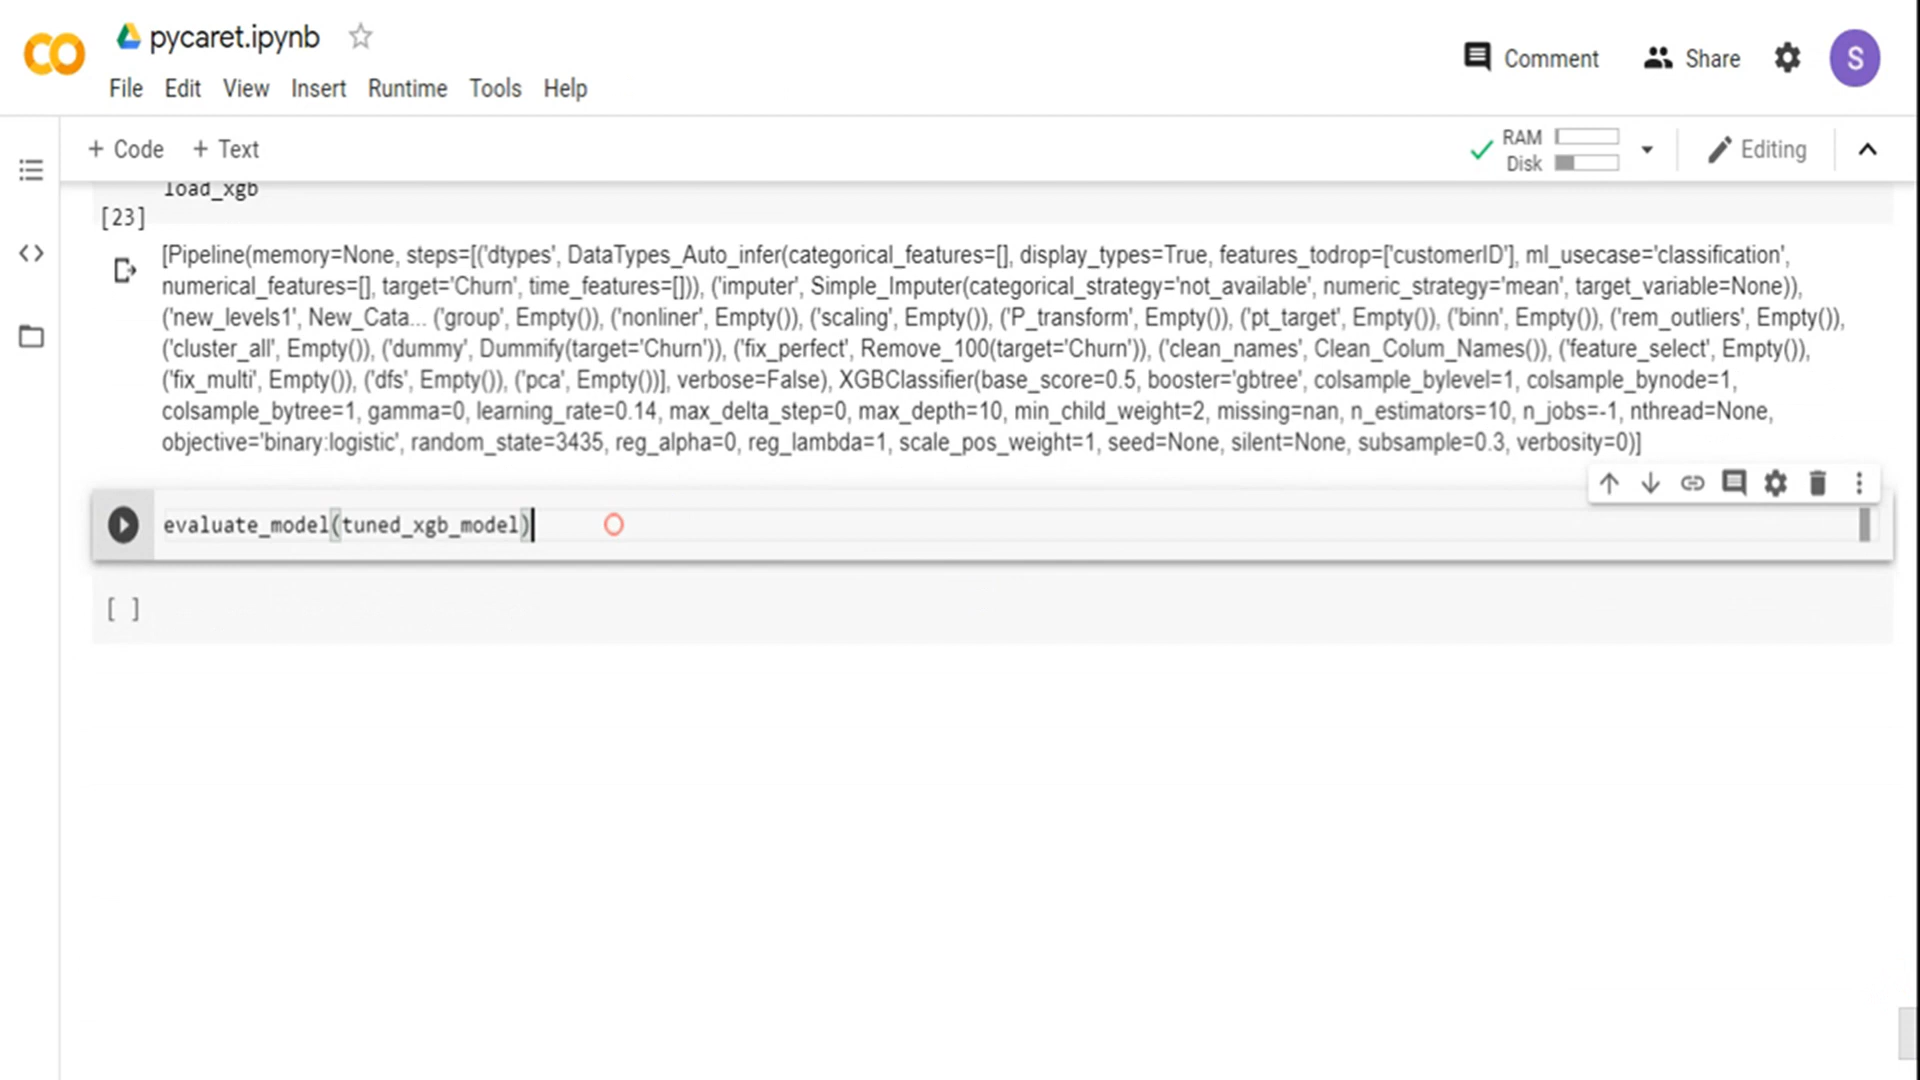 pycaret.ipynb
Comment
Share
S
File Edit View Insert Runtime Tools Help
+ Code + Text
RAM
Disk
Editing
load_xgb
[23]
[Pipeline(memory=None, steps=[('dtypes', DataTypes_Auto_infer(categorical_features=[], display_types=True, features_todrop=['customerID'], ml_usecase='classification',
numerical_features=[], target='Churn', time_features=[])), ('imputer', Simple_Imputer(categorical_strategy='not_available', numeric_strategy='mean', target_variable=None)),
('new_levels1', New_Cata... ('group', Empty()), ('nonliner', Empty()), ('scaling', Empty()), ('P_transform', Empty()), ('pt_target', Empty()), ('binn', Empty()), ('rem_outliers', Empty()),
('cluster_all', Empty()), ('dummy', Dummify(target='Churn')), ('fix_perfect', Remove_100(target='Churn')), ('clean_names', Clean_Colum_Names()), ('feature_select', Empty()),
('fix_multi', Empty()), ('dfs', Empty()), ('pca', Empty())], verbose=False), XGBClassifier(base_score=0.5, booster='gbtree', colsample_bylevel=1, colsample_bynode=1,
colsample_bytree=1, gamma=0, learning_rate=0.14, max_delta_step=0, max_depth=10, min_child_weight=2, missing=nan, n_estimators=10, n_jobs=-1, nthread=None,
objective='binary:logistic', random_state=3435, reg_alpha=0, reg_lambda=1, scale_pos_weight=1, seed=None, silent=None, subsample=0.3, verbosity=0)]
evaluate_model(tuned_xgb_model)
[ ]